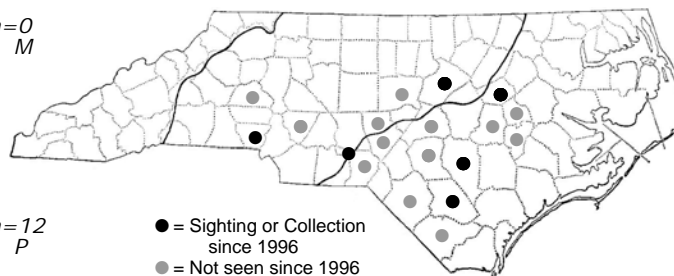 =0
M
=12
P
● = Sighting or Collection
since 1996
● = Not seen since 1996